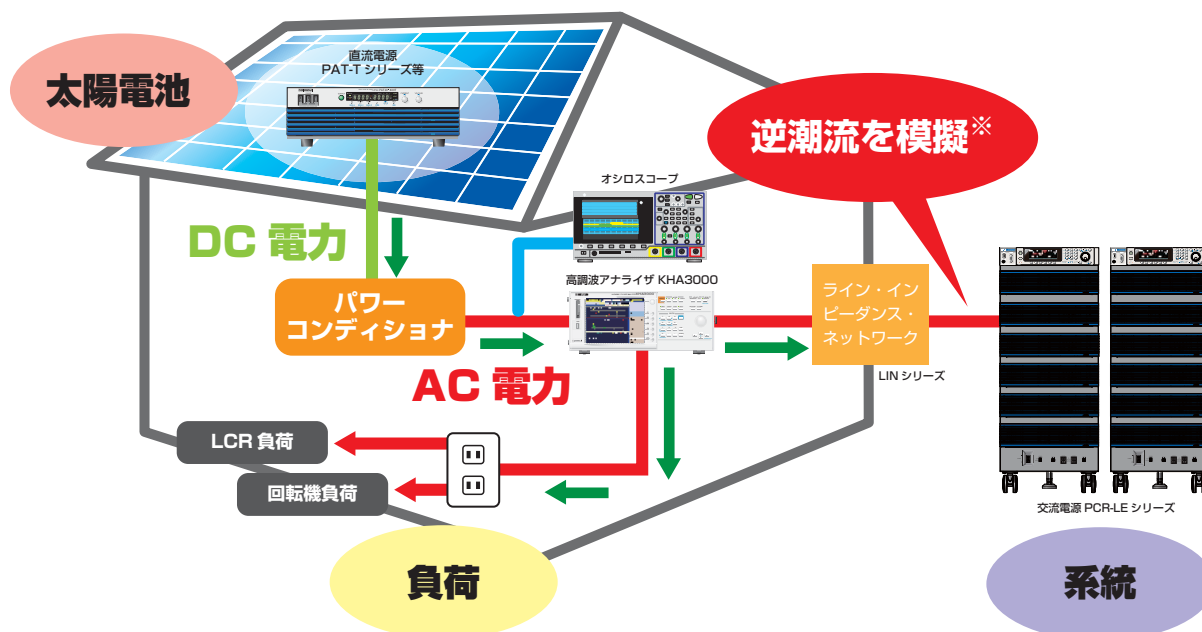 直流電源
PAT-T シリーズ等
太陽電池
逆潮流を模擬※
オシロスコープ
DC 電力
高調波アナライザ KHA3000
パワー
コンディショナ
ライン・イン
ピーダンス・
ネットワーク
LIN シリーズ
AC 電力
LCR 負荷
回転機負荷
交流電源 PCR-LE シリーズ
負荷
系統